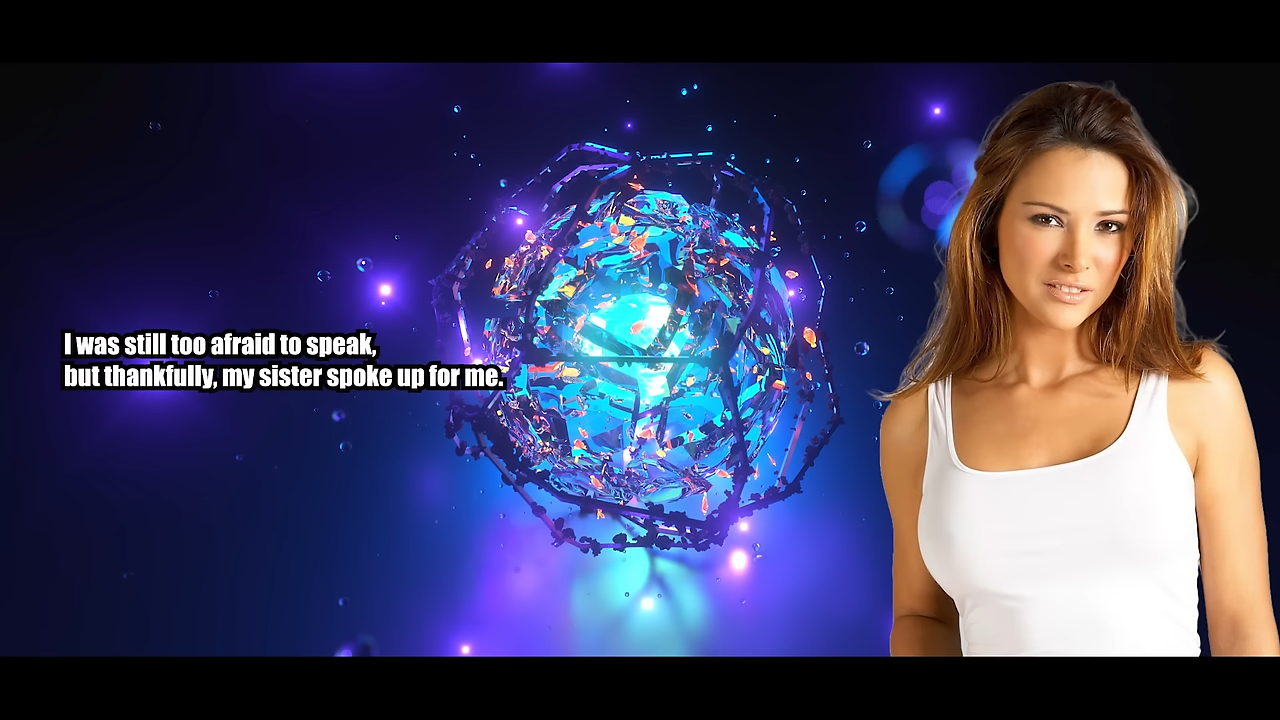 I was still too afraid to speak,
but thankfully, my sister spoke up for me.